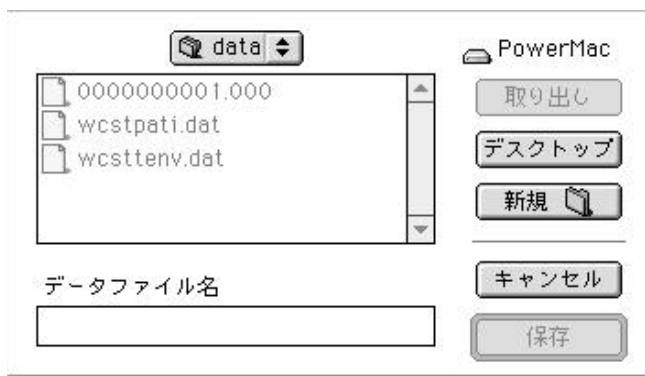 data
PowerMac
0000000001.000
wcstpati.dat
wcsttenv.dat
取り出し
デスクトップ
新規
データファイル名
キャンセル
保存